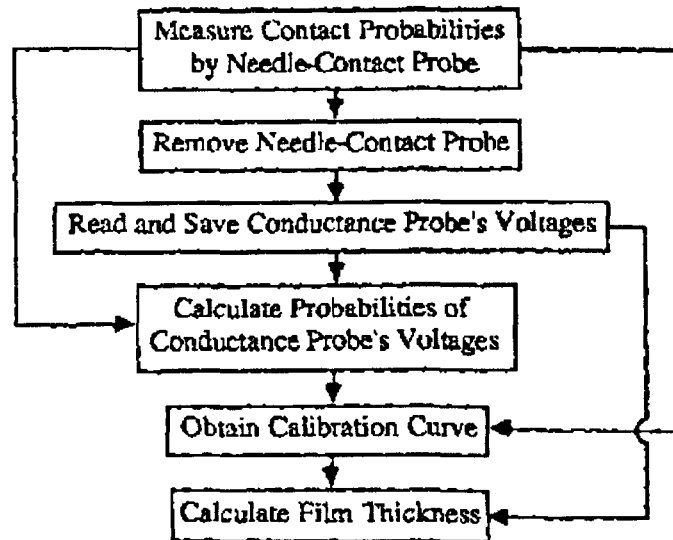 Measure Contact Probabilities
by Needle-Contact Probe
Remove Needle-Contact Probe
Read and Save Conductance Probe's Voltages
Calculate Probabilities of
Conductance Probe's Voltages
Obtain Calibration Curve
Calculate Film Thickness